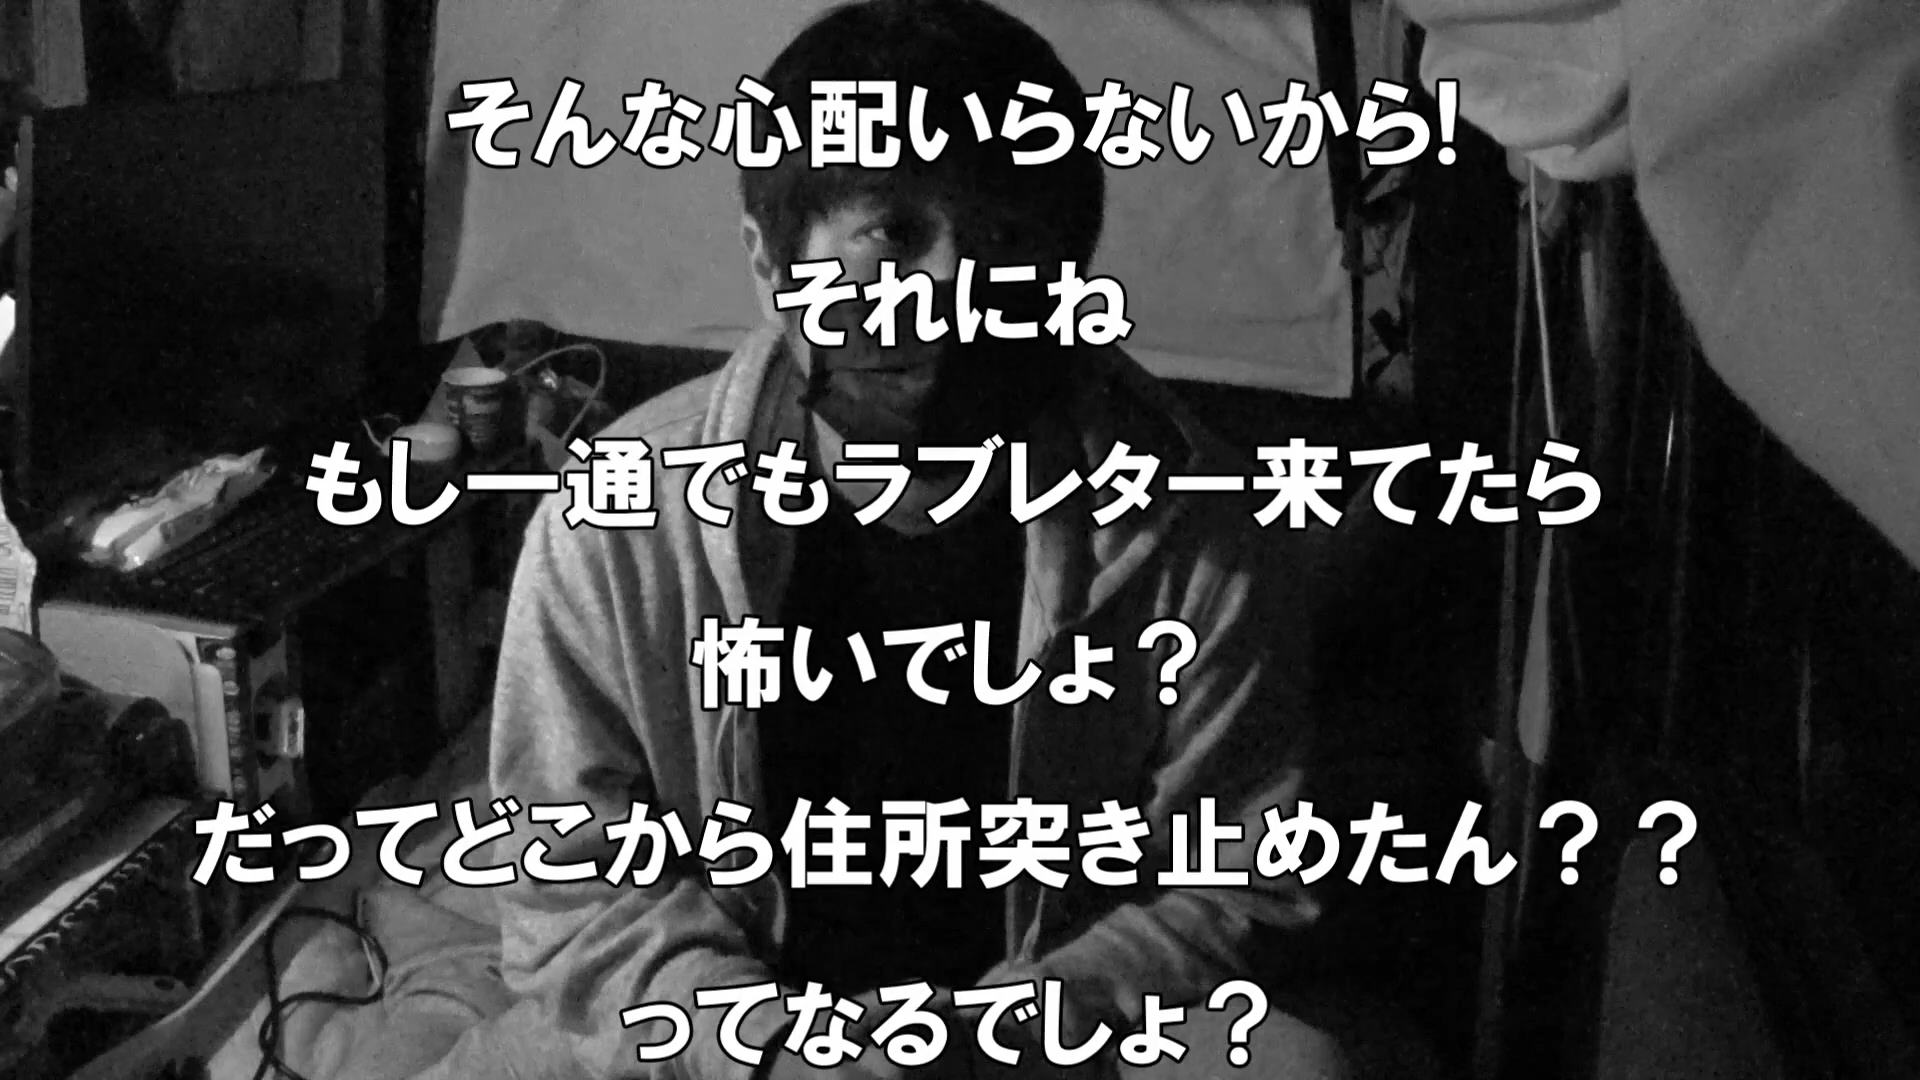 そんな心配いらないから!
それにね
もし一通でもラブレター来てたら
怖いでしょ？
だってどこから住所突き止めたん？？
ってなるでしょ？